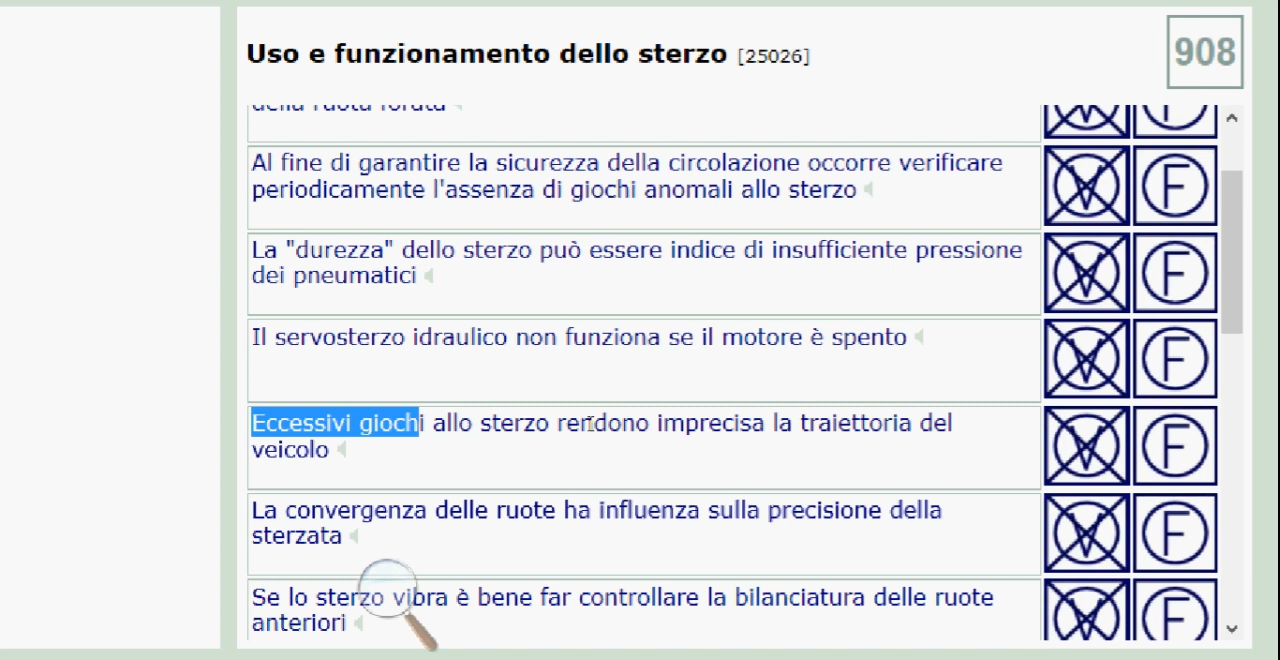 Uso e funzionamento dello sterzo [25026]
908
della ruota forata
V F
Al fine di garantire la sicurezza della circolazione occorre verificare
periodicamente l'assenza di giochi anomali allo sterzo
V F
La "durezza" dello sterzo può essere indice di insufficiente pressione
dei pneumatici
V F
Il servosterzo idraulico non funziona se il motore è spento
V F
Eccessivi giochi allo sterzo rendono imprecisa la traiettoria del
veicolo
V F
La convergenza delle ruote ha influenza sulla precisione della
sterzata
V F
Se lo sterzo vibra è bene far controllare la bilanciatura delle ruote
anteriori
V F